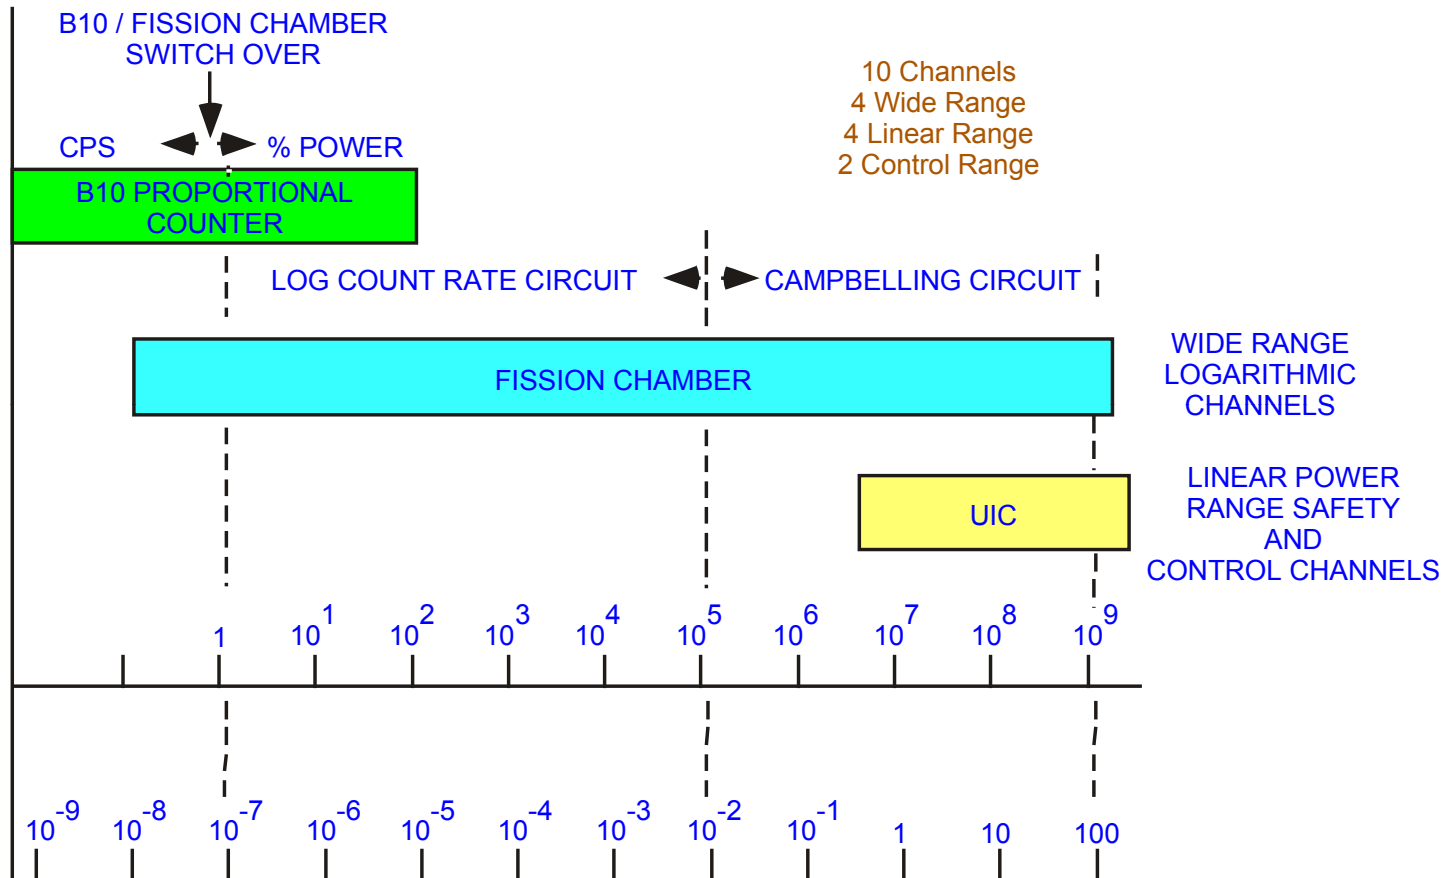 B10 / FISSION CHAMBER
SWITCH OVER
10 Channels
4 Wide Range
4 Linear Range
2 Control Range
CPS
% POWER
B10 PROPORTIONAL
COUNTER
LOG COUNT RATE CIRCUIT
CAMPBELLING CIRCUIT
FISSION CHAMBER
WIDE RANGE
LOGARITHMIC
CHANNELS
UIC
LINEAR POWER
RANGE SAFETY
AND
CONTROL CHANNELS
1 10^1 10^2 10^3 10^4 10^5 10^6 10^7 10^8 10^9
10^-9 10^-8 10^-7 10^-6 10^-5 10^-4 10^-3 10^-2 10^-1 1 10 100